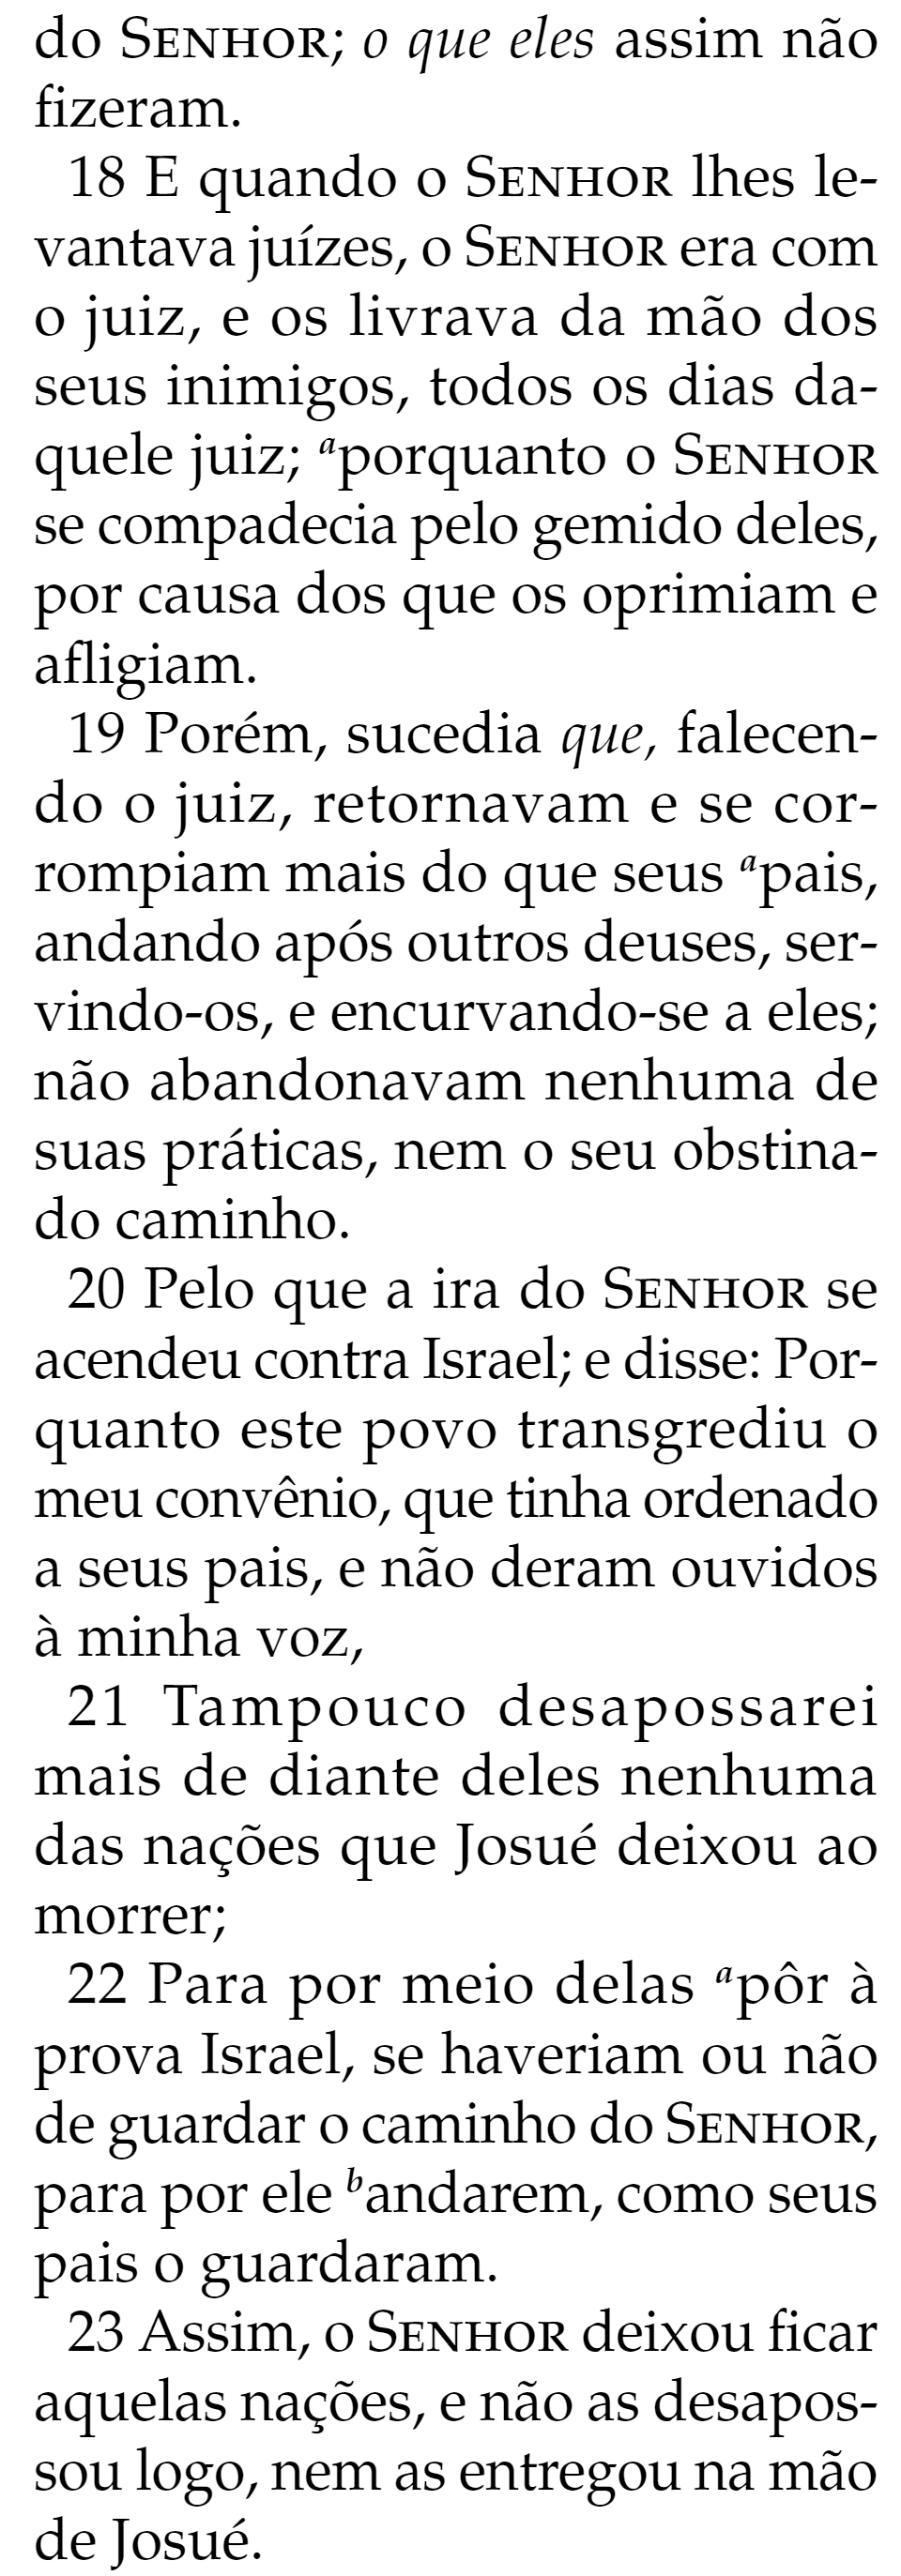 do SENHOR; o que eles assim não
fizeram.
18 E quando o SENHOR lhes le-
vantava juízes, o SENHOR era com
o juiz, e os livrava da mão dos
seus inimigos, todos os dias da-
quele juiz; aporquanto o SENHOR
se compadecia pelo gemido deles,
por causa dos que os oprimiam e
afligiam.
19 Porém, sucedia que, falecen-
do o juiz, retornavam e se cor-
rompiam mais do que seus apais,
andando após outros deuses, ser-
vindo-os, e encurvando-se a eles;
não abandonavam nenhuma de
suas práticas, nem o seu obstina-
do caminho.
20 Pelo que a ira do SENHOR se
acendeu contra Israel; e disse: Por-
quanto este povo transgrediu o
meu convênio, que tinha ordenado
a seus pais, e não deram ouvidos
à minha voz,
21 Tampouco desapossarei
mais de diante deles nenhuma
das nações que Josué deixou ao
morrer;
22 Para por meio delas apôr à
prova Israel, se haveriam ou não
de guardar o caminho do SENHOR,
para por ele bandarem, como seus
pais o guardaram.
23 Assim, o SENHOR deixou ficar
aquelas nações, e não as desapos-
sou logo, nem as entregou na mão
de Josué.